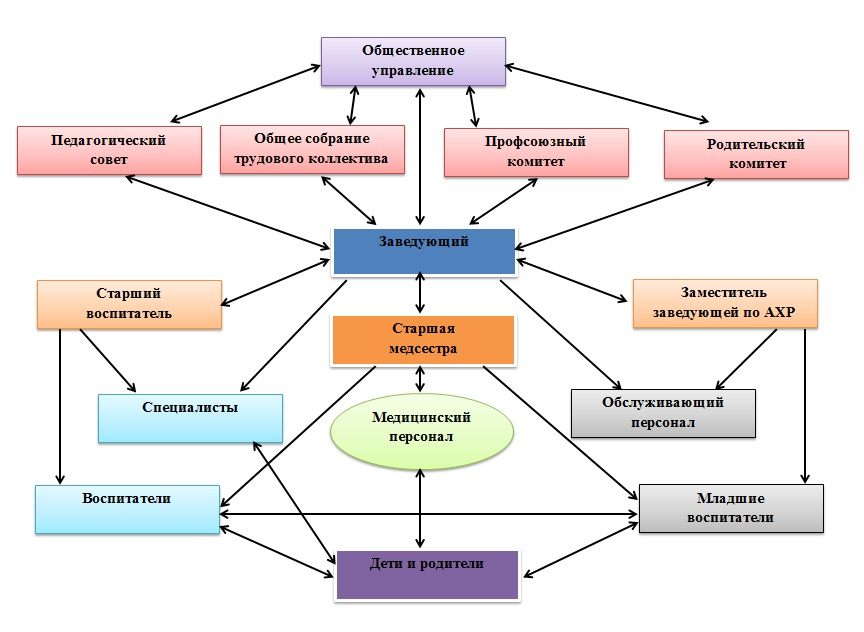 Общественное
управление
Педагогический
совет
Общее собрание
трудового коллектива
Профсоюзный
комитет
Родительский
комитет
Заведующий
Старший
воспитатель
Заместитель
заведующей по АХР
Старшая
медсестра
Специалисты
Медицинский
персонал
Обслуживающий
персонал
Воспитатели
Младшие
воспитатели
Дети и родители